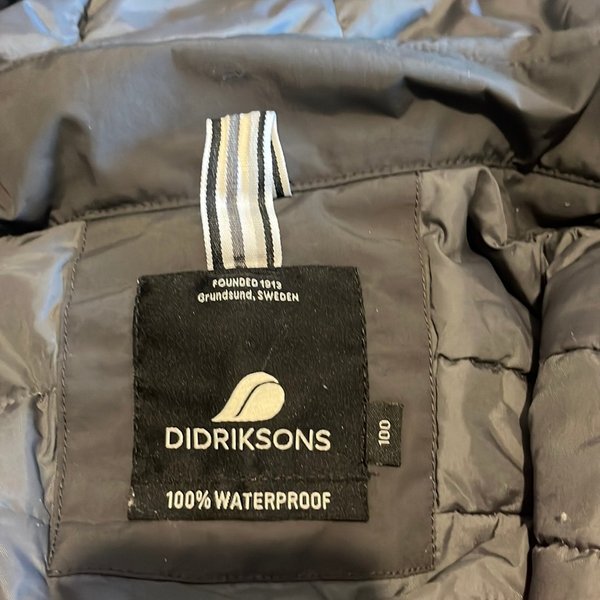 FOUNDED 1913
Grundsund, SWEDEN
DIDRIKSONS
100
100% WATERPROOF